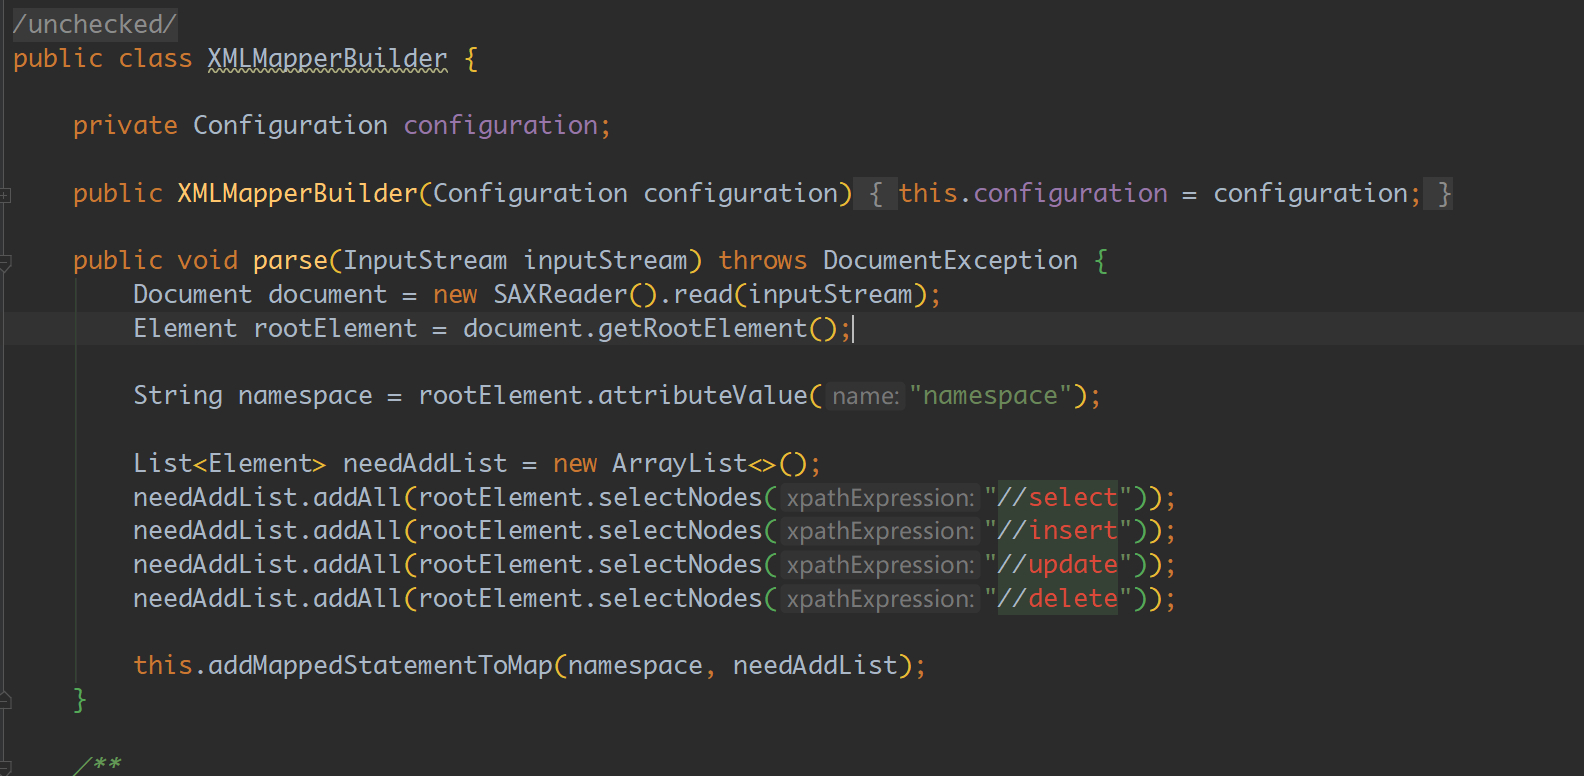 /unchecked/
public class XMLMapperBuilder {
private Configuration configuration;
public XMLMapperBuilder(Configuration configuration) { this.configuration = configuration; }
public void parse(InputStream inputStream) throws DocumentException {
Document document = new SAXReader().read(inputStream);
Element rootElement = document.getRootElement();
String namespace = rootElement.attributeValue( name: "namespace");
List<Element> needAddList = new ArrayList<>();
needAddList.addAll(rootElement.selectNodes( xpathExpression: "//select"));
needAddList.addAll(rootElement.selectNodes( xpathExpression: "//insert"));
needAddList.addAll(rootElement.selectNodes( xpathExpression: "//update"));
needAddList.addAll(rootElement.selectNodes( xpathExpression: "//delete"));
this.addMappedStatementToMap(namespace, needAddList);
}
/**